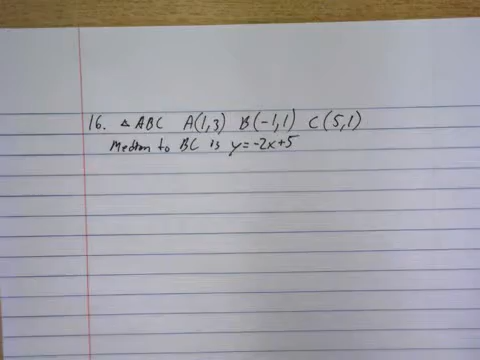 16. △ABC A(1,3) B(-1,1) C(5,1)
Median to BC is y=-2x+5